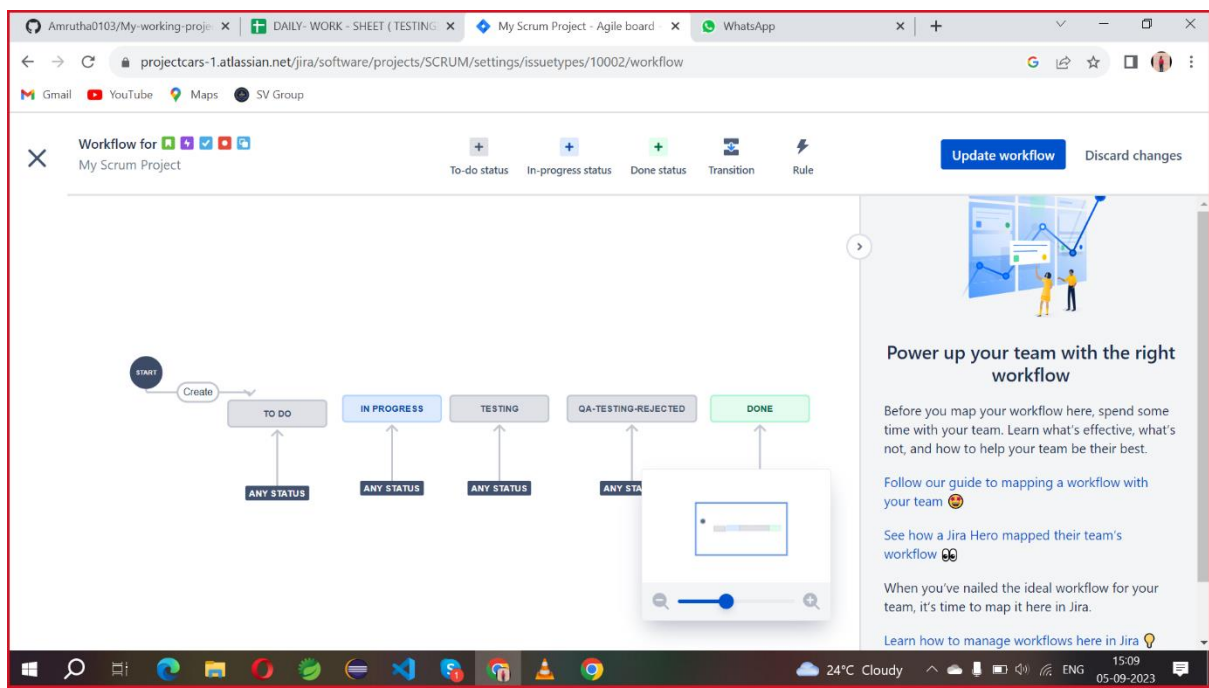 Amrutha0103/My-working-proje
DAILY- WORK - SHEET ( TESTING
My Scrum Project - Agile board -
WhatsApp
projectcars-1.atlassian.net/jira/software/projects/SCRUM/settings/issuetypes/10002/workflow
Gmail
YouTube
Maps
SV Group
Workflow for
My Scrum Project
To-do status
In-progress status
Done status
Transition
Rule
Update workflow
Discard changes
START
Create
TO DO
IN PROGRESS
TESTING
QA-TESTING-REJECTED
DONE
ANY STATUS
ANY STATUS
ANY STATUS
ANY STA
Power up your team with the right
workflow
Before you map your workflow here, spend some
time with your team. Learn what's effective, what's
not, and how to help your team be their best.
Follow our guide to mapping a workflow with
your team
See how a Jira Hero mapped their team's
workflow
When you've nailed the ideal workflow for your
team, it's time to map it here in Jira.
Learn how to manage workflows here in Jira
24°C Cloudy
ENG
15:09
05-09-2023